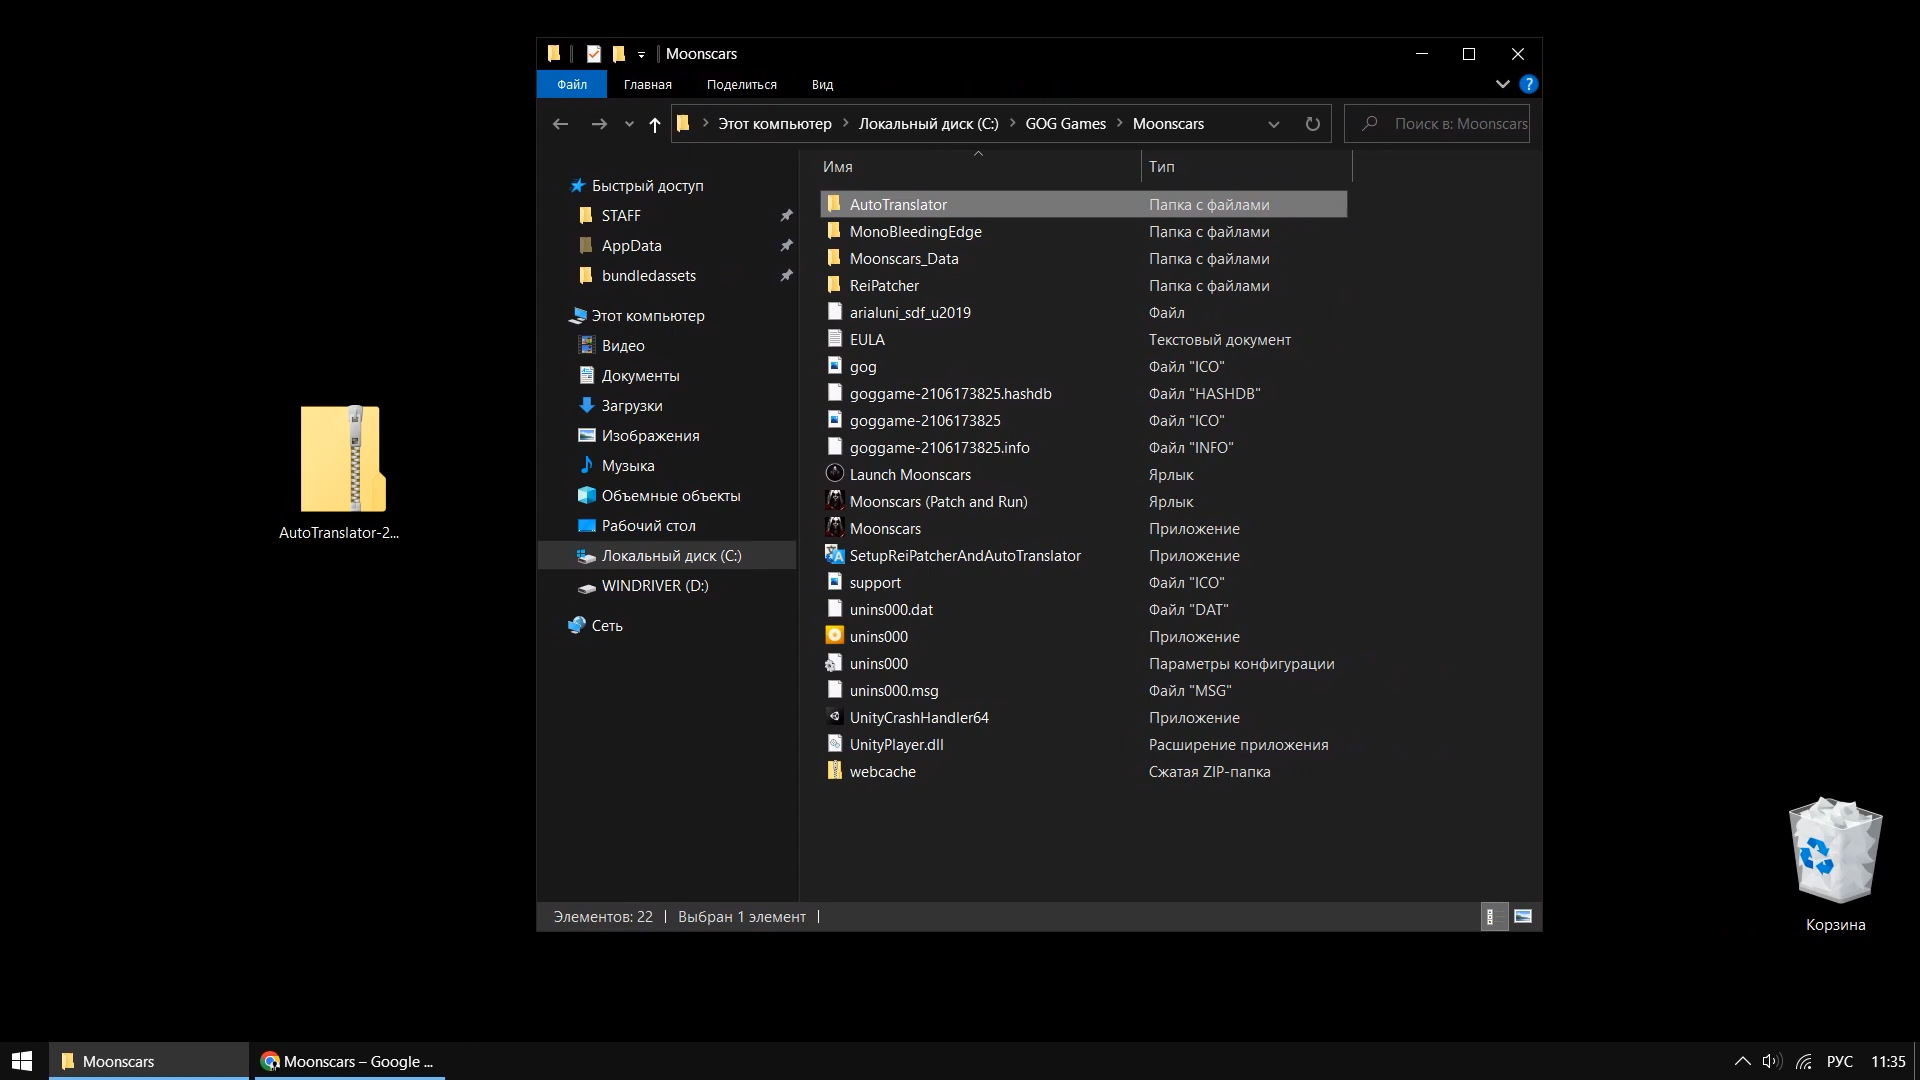 Moonscars
Файл Главная Поделиться Вид
Этот компьютер Локальный диск (C:) GOG Games Moonscars Поиск в: Moonscars
Имя Тип
Быстрый доступ
STAFF
AppData
bundledassets
Этот компьютер
Видео
Документы
Загрузки
Изображения
Музыка
Объемные объекты
Рабочий стол
Локальный диск (C:)
WINDRIVER (D:)
Сеть
AutoTranslator Папка с файлами
MonoBleedingEdge Папка с файлами
Moonscars_Data Папка с файлами
ReiPatcher Папка с файлами
arialuni_sdf_u2019 Файл
EULA Текстовый документ
gog Файл "ICO"
goggame-2106173825.hashdb Файл "HASHDB"
goggame-2106173825 Файл "ICO"
goggame-2106173825.info Файл "INFO"
Launch Moonscars Ярлык
Moonscars (Patch and Run) Ярлык
Moonscars Приложение
SetupReiPatcherAndAutoTranslator Приложение
support Файл "ICO"
unins000.dat Файл "DAT"
unins000 Приложение
unins000 Параметры конфигурации
unins000.msg Файл "MSG"
UnityCrashHandler64 Приложение
UnityPlayer.dll Расширение приложения
webcache Сжатая ZIP-папка
Элементов: 22 Выбран 1 элемент
AutoTranslator-2...
Корзина
Moonscars Moonscars – Google ... РУС 11:35